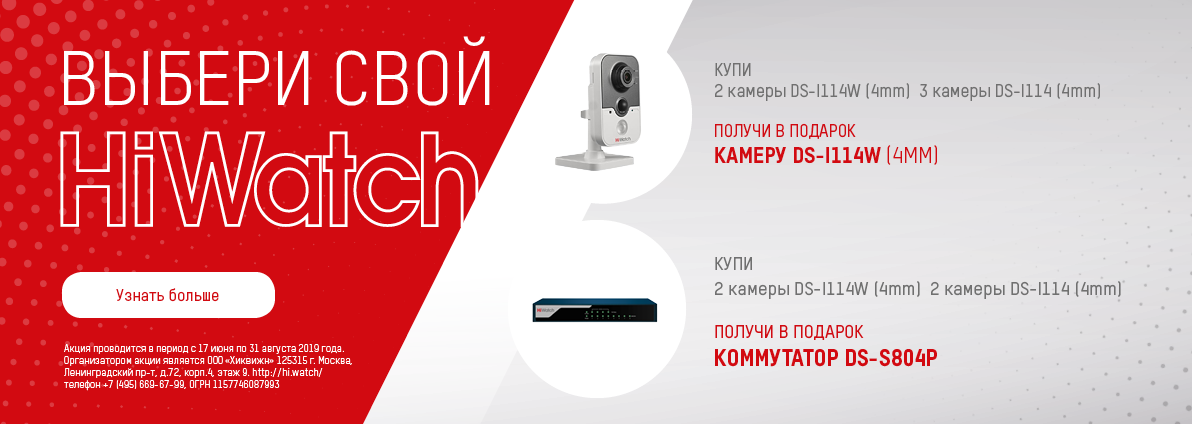 ВЫБЕРИ СВОЙ
HiWatch
Узнать больше
Акция проводится в период с 17 июня по 31 августа 2019 года.
Организатором акции является ООО «Хиквижн» 125315 г. Москва,
Ленинградский пр-т, д.72, корп.4, этаж 9. http://hi.watch/
телефон +7 (495) 669-67-99, ОГРН 1157746087993
КУПИ
2 камеры DS-I114W (4mm) 3 камеры DS-I114 (4mm)
ПОЛУЧИ В ПОДАРОК
КАМЕРУ DS-I114W (4ММ)
КУПИ
2 камеры DS-I114W (4mm) 2 камеры DS-I114 (4mm)
ПОЛУЧИ В ПОДАРОК
КОММУТАТОР DS-S804P